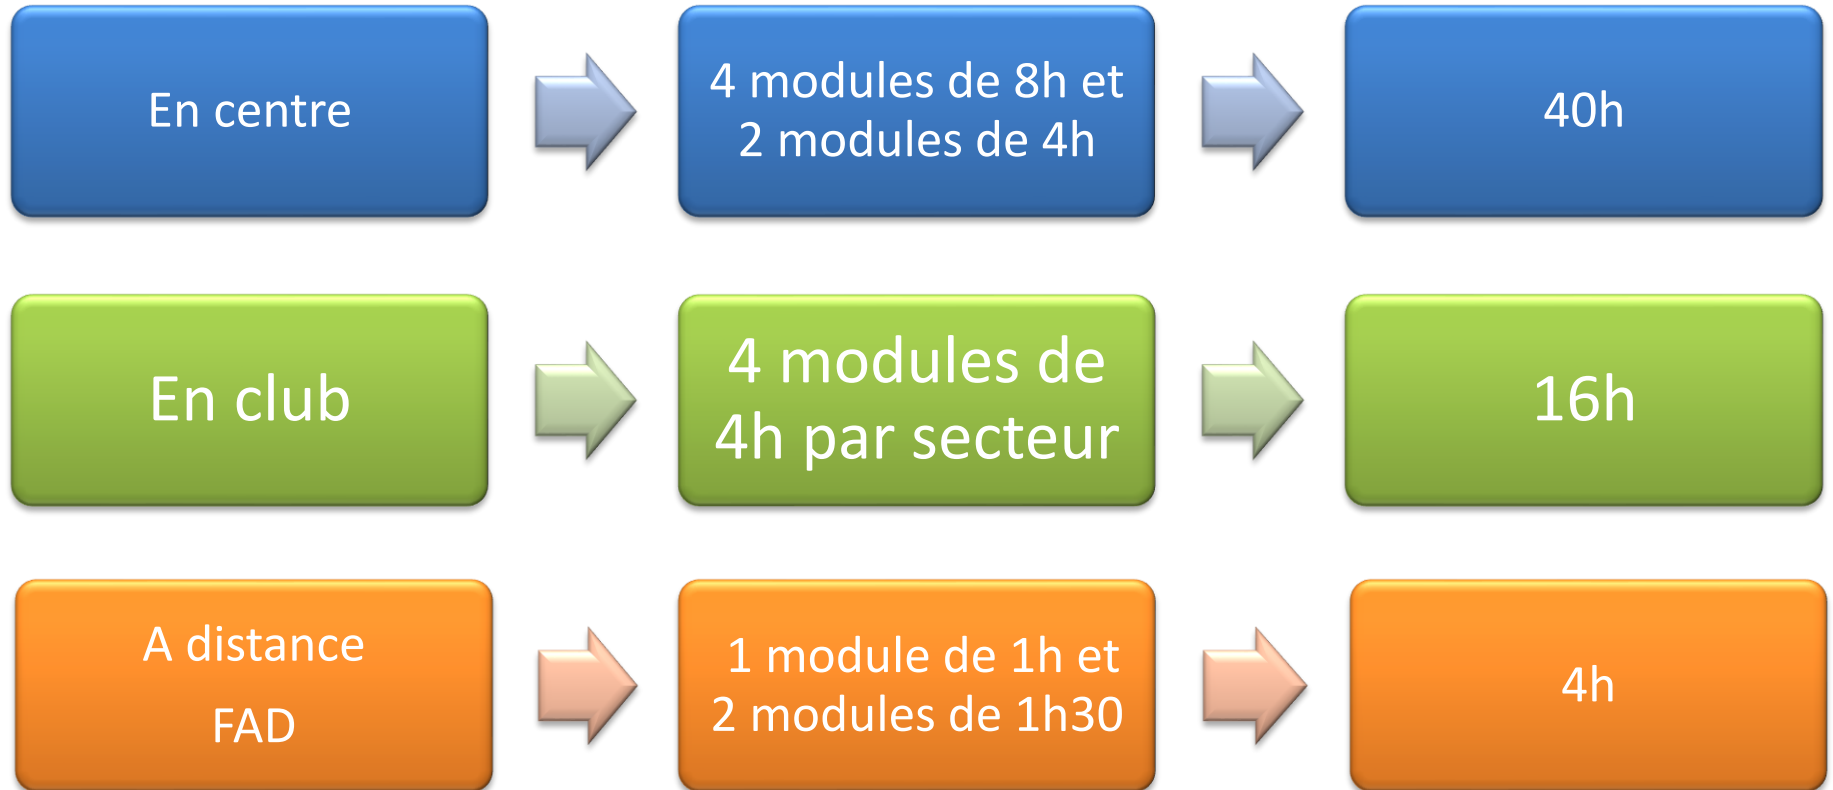 En centre
4 modules de 8h et
2 modules de 4h
40h
En club
4 modules de
4h par secteur
16h
A distance
FAD
1 module de 1h et
2 modules de 1h30
4h